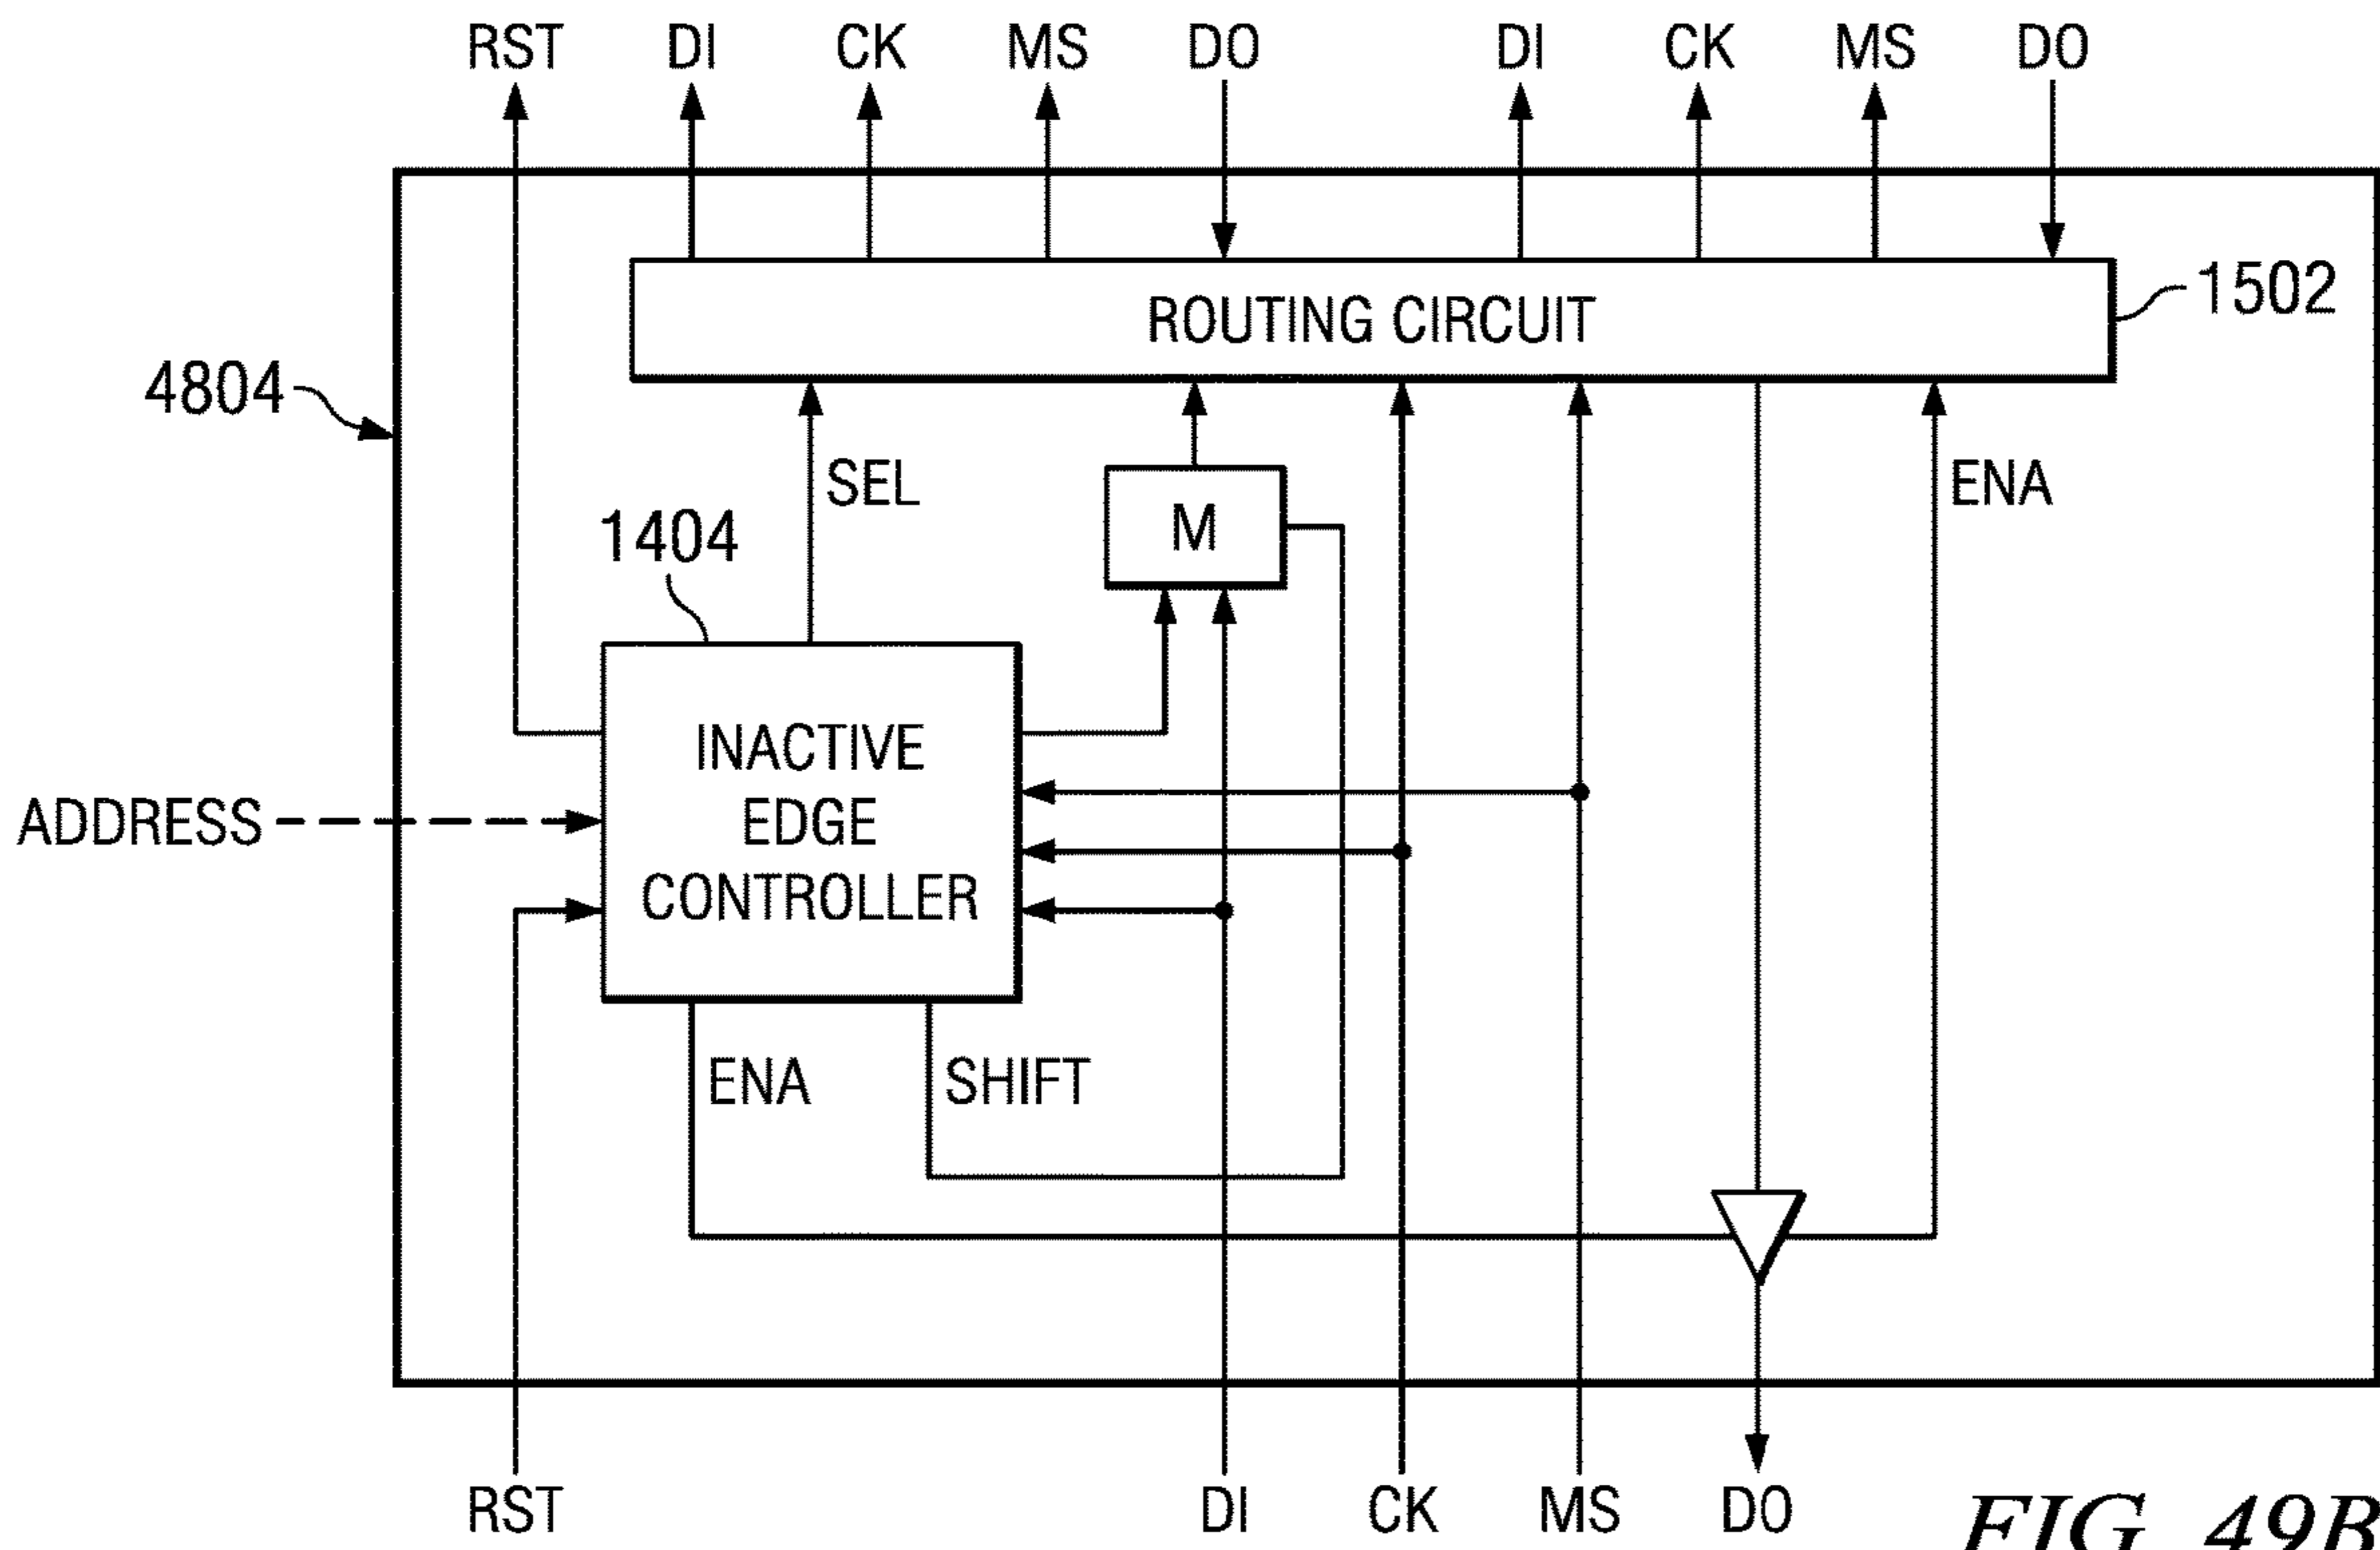 RST DI CK MS DO DI CK MS DO
ROUTING CIRCUIT
1502
4804
SEL
M
ENA
1404
INACTIVE
EDGE
CONTROLLER
ADDRESS
ENA
SHIFT
RST DI CK MS DO
FIG. 49B